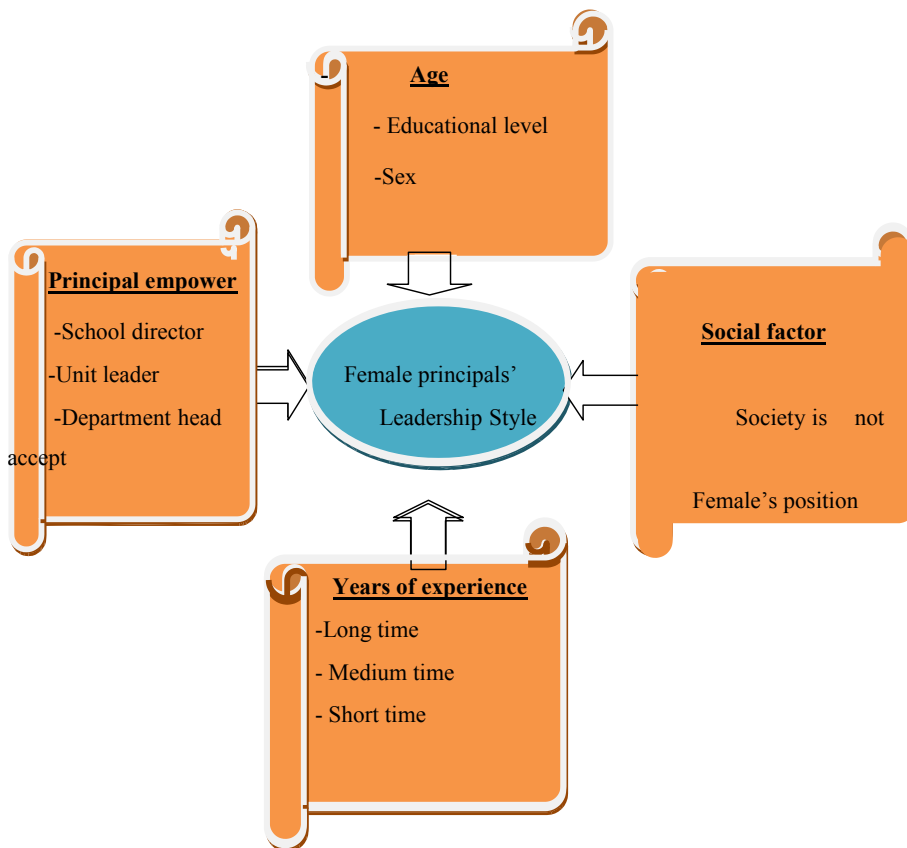 - Age
- Educational level
-Sex
Principal empower
-School director
-Unit leader
-Department head
accept
Female principals’
Leadership Style
Social factor
Society is not
Female’s position
Years of experience
-Long time
- Medium time
- Short time